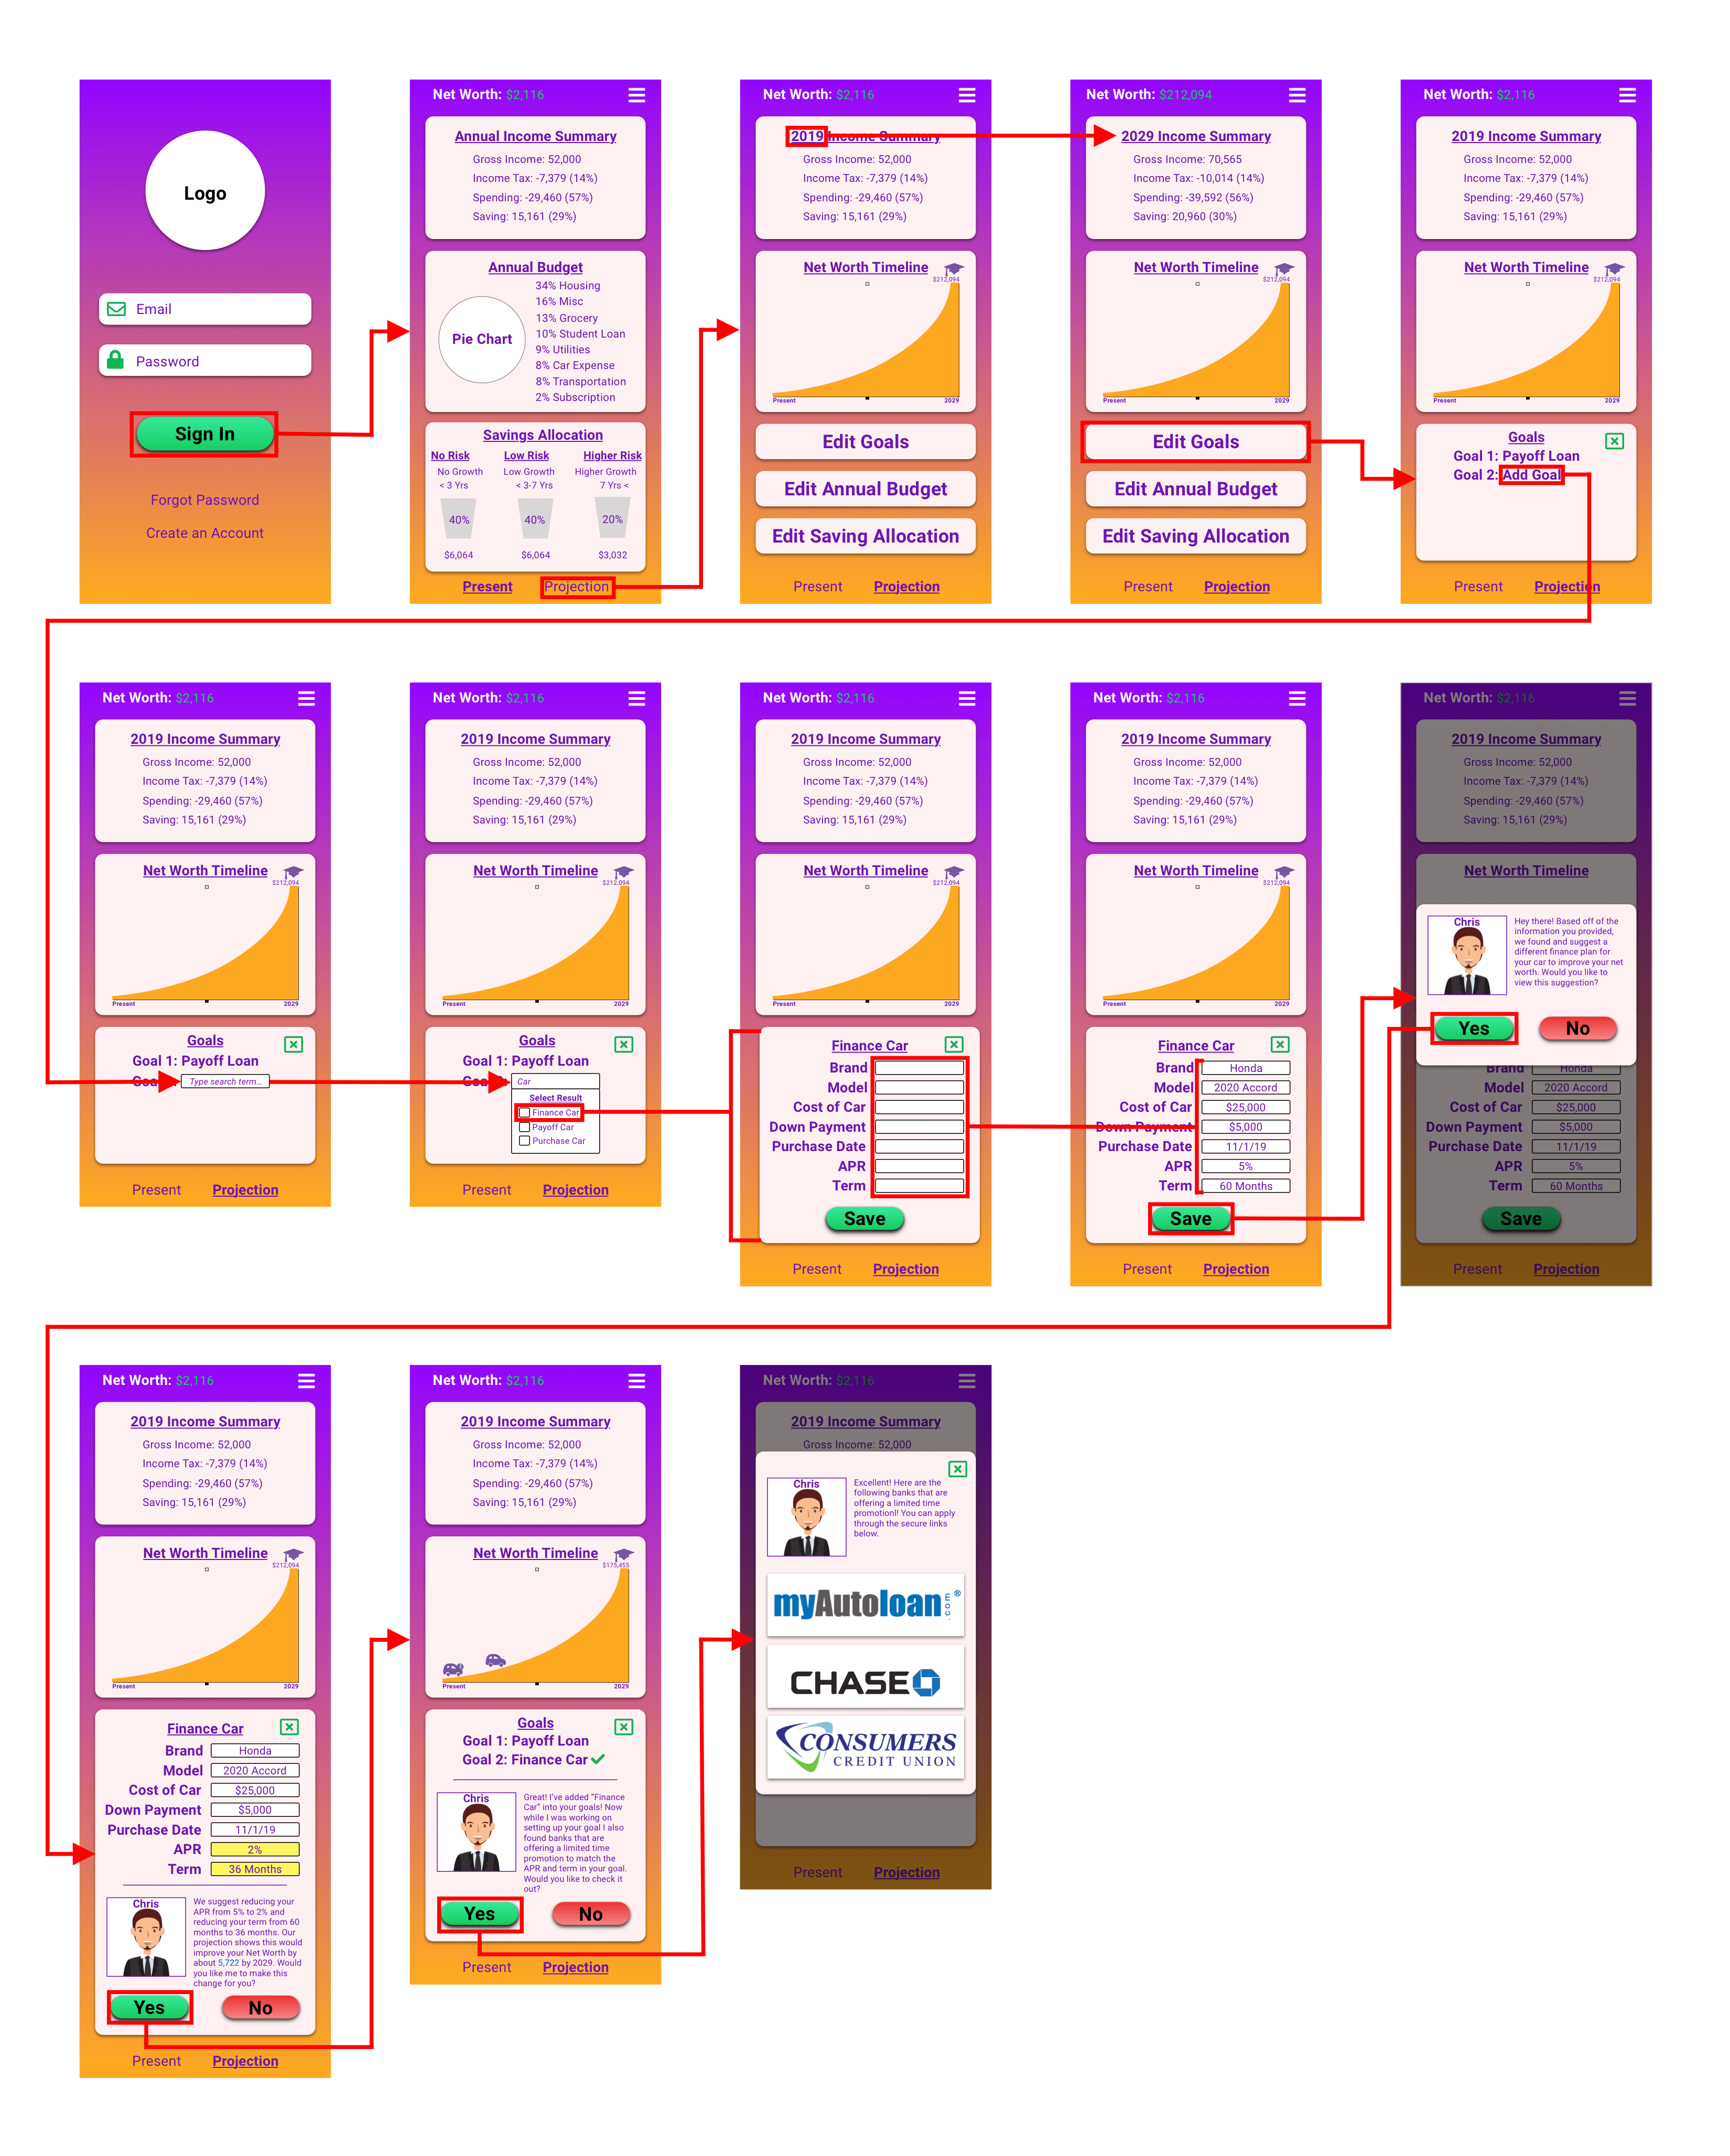 Logo
Email
Password
Sign In
Forgot Password
Create an Account
Net Worth: $2,116
Annual Income Summary
Gross Income: 52,000
Income Tax: -7,379 (14%)
Spending: -29,460 (57%)
Saving: 15,161 (29%)
Annual Budget
Pie Chart
34% Housing
16% Misc
13% Grocery
10% Student Loan
9% Utilities
8% Car Expense
8% Transportation
2% Subscription
Savings Allocation
No Risk Low Risk Higher Risk
No Growth Low Growth Higher Growth
< 3 Yrs < 3-7 Yrs 7 Yrs <
40% 40% 20%
$6,064 $6,064 $3,032
Present Projection
Net Worth: $2,116
2019 Income Summary
Gross Income: 52,000
Income Tax: -7,379 (14%)
Spending: -29,460 (57%)
Saving: 15,161 (29%)
Net Worth Timeline
$212,094
Present 2029
Edit Goals
Edit Annual Budget
Edit Saving Allocation
Present Projection
Net Worth: $212,094
2029 Income Summary
Gross Income: 70,565
Income Tax: -10,014 (14%)
Spending: -39,592 (56%)
Saving: 20,960 (30%)
Net Worth Timeline
$212,094
Present 2029
Edit Goals
Edit Annual Budget
Edit Saving Allocation
Present Projection
Net Worth: $2,116
2019 Income Summary
Gross Income: 52,000
Income Tax: -7,379 (14%)
Spending: -29,460 (57%)
Saving: 15,161 (29%)
Net Worth Timeline
$212,094
Present 2029
Goals
Goal 1: Payoff Loan
Goal 2: Add Goal
Present Projection
Net Worth: $2,116
2019 Income Summary
Gross Income: 52,000
Income Tax: -7,379 (14%)
Spending: -29,460 (57%)
Saving: 15,161 (29%)
Net Worth Timeline
$212,094
Present 2029
Goals
Goal 1: Payoff Loan
Type search term...
Present Projection
Net Worth: $2,116
2019 Income Summary
Gross Income: 52,000
Income Tax: -7,379 (14%)
Spending: -29,460 (57%)
Saving: 15,161 (29%)
Net Worth Timeline
$212,094
Present 2029
Goals
Goal 1: Payoff Loan
Car
Select Result
Finance Car
Payoff Car
Purchase Car
Present Projection
Net Worth: $2,116
2019 Income Summary
Gross Income: 52,000
Income Tax: -7,379 (14%)
Spending: -29,460 (57%)
Saving: 15,161 (29%)
Net Worth Timeline
$212,094
Present 2029
Finance Car
Brand
Model
Cost of Car
Down Payment
Purchase Date
APR
Term
Save
Present Projection
Net Worth: $2,116
2019 Income Summary
Gross Income: 52,000
Income Tax: -7,379 (14%)
Spending: -29,460 (57%)
Saving: 15,161 (29%)
Net Worth Timeline
$212,094
Present 2029
Finance Car
Brand Honda
Model 2020 Accord
Cost of Car $25,000
Down Payment $5,000
Purchase Date 11/1/19
APR 5%
Term 60 Months
Save
Present Projection
Net Worth: $2,116
2019 Income Summary
Gross Income: 52,000
Income Tax: -7,379 (14%)
Spending: -29,460 (57%)
Saving: 15,161 (29%)
Net Worth Timeline
Chris
Hey there! Based off of the
information you provided,
we found and suggest a
different finance plan for
your car to improve your net
worth. Would you like to
view this suggestion?
Yes No
Brand Honda
Model 2020 Accord
Cost of Car $25,000
Down Payment $5,000
Purchase Date 11/1/19
APR 5%
Term 60 Months
Save
Present Projection
Net Worth: $2,116
2019 Income Summary
Gross Income: 52,000
Income Tax: -7,379 (14%)
Spending: -29,460 (57%)
Saving: 15,161 (29%)
Net Worth Timeline
$212,094
Present 2029
Finance Car
Brand Honda
Model 2020 Accord
Cost of Car $25,000
Down Payment $5,000
Purchase Date 11/1/19
APR 2%
Term 36 Months
Chris
We suggest reducing your
APR from 5% to 2% and
reducing your term from 60
months to 36 months. Our
projection shows this would
improve your Net Worth by
about 5,722 by 2029. Would
you like me to make this
change for you?
Yes No
Present Projection
Net Worth: $2,116
2019 Income Summary
Gross Income: 52,000
Income Tax: -7,379 (14%)
Spending: -29,460 (57%)
Saving: 15,161 (29%)
Net Worth Timeline
$175,455
Present 2029
Goals
Goal 1: Payoff Loan
Goal 2: Finance Car
Chris
Great! I've added "Finance
Car" into your goals! Now
while I was working on
setting up your goal I also
found banks that are
offering a limited time
promotion to match the
APR and term in your goal.
Would you like to check it
out?
Yes No
Present Projection
Net Worth: $2,116
2019 Income Summary
Gross Income: 52,000
Chris
Excellent! Here are the
following banks that are
offering a limited time
promotion!! You can apply
through the secure links
below.
myAutoloan.com®
CHASE
CONSUMERS
CREDIT UNION
Present Projection